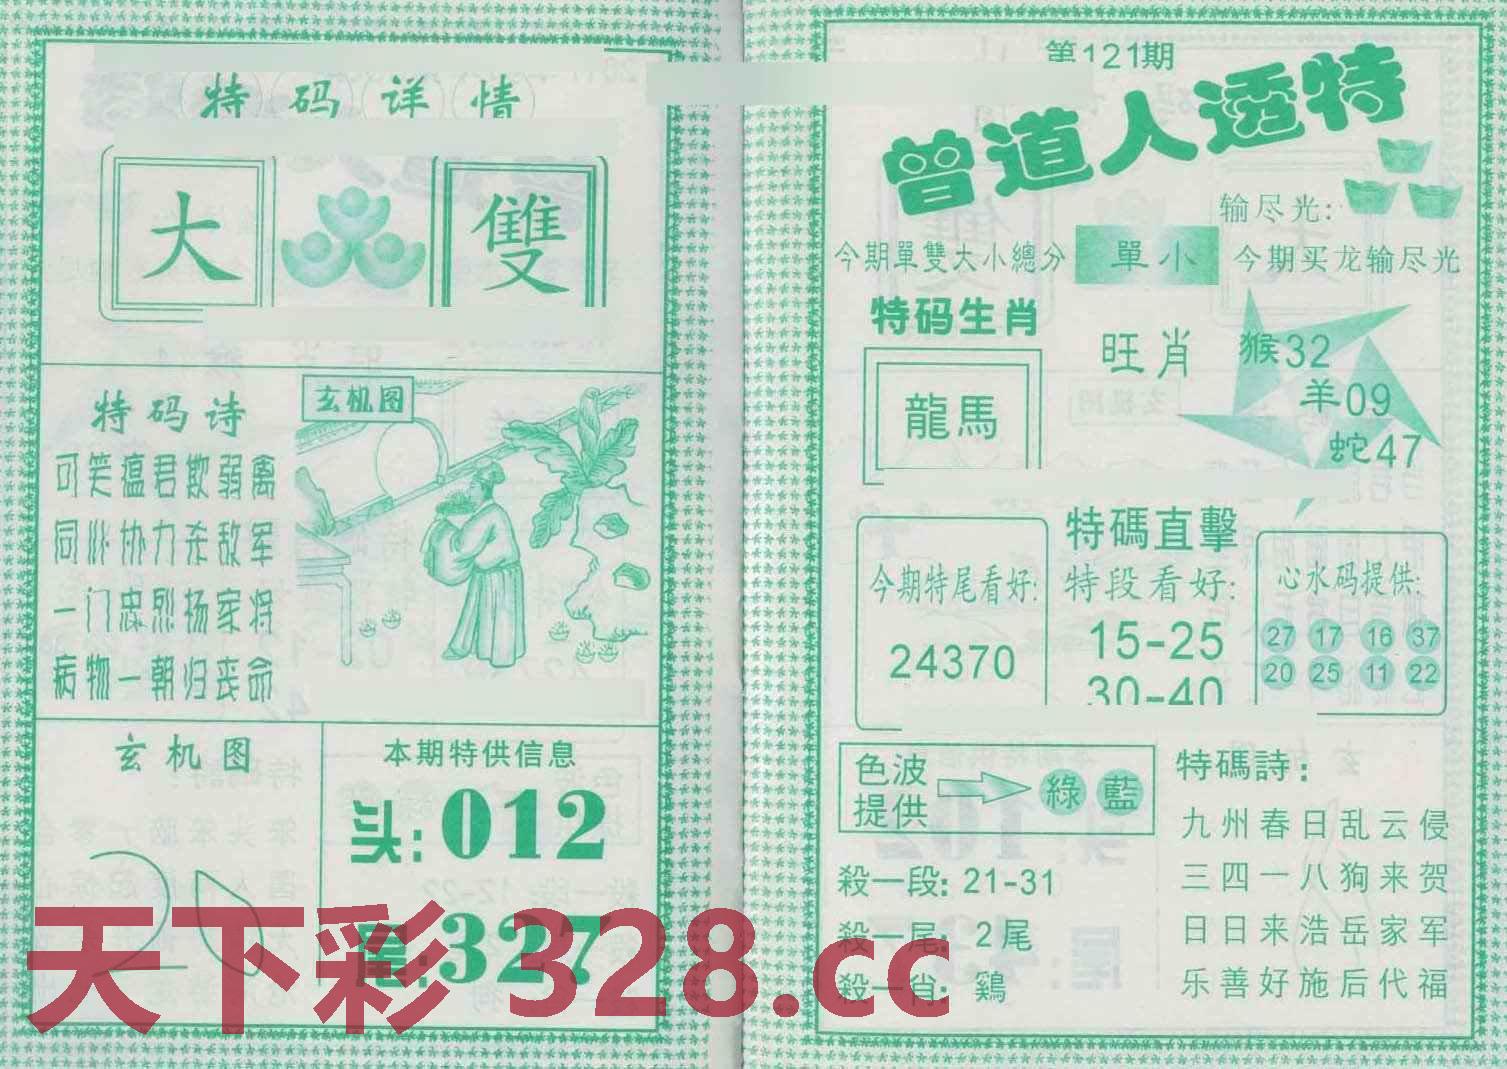 特码详情
大
雙
特码诗
可笑瘟君欺弱离
同心协力杀敌军
一门忠烈杨家将
病物一朝归丧命
玄机图
玄机图
本期特供信息
头:012
尾:327
第121期
曾道人透特
输尽光:
今期單雙大小總分
單小
今期买龙输尽光
特码生肖
龍馬
旺肖
猴32
羊09
蛇47
今期特尾看好:
24370
特碼直擊
特段看好:
15-25
30-40
心水码提供:
27 17 16 37
20 25 11 22
色波提供
綠 藍
殺一段: 21-31
殺一尾: 2尾
殺一肖: 鷄
特碼詩:
九州春日乱云侵
三四一八狗来贺
日日来浩岳家军
乐善好施后代福
天下彩 328.cc